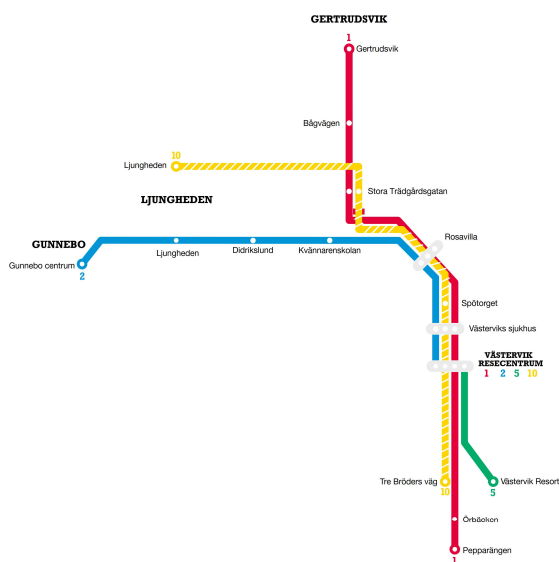 GERTRUDSVIK
1
Gertrudsvik
Bågvägen
10
Ljungheden
Stora Trädgårdsgatan
LJUNGHEDEN
Rosavilla
GUNNEBO
Gunnebo centrum
2
Ljungheden
Didrikslund
Kvännarenskolan
Spötorget
Västerviks sjukhus
VÄSTERVIK
RESECENTRUM
1 2 5 10
Tre Bröders väg
10
Västervik Resort
5
Örbäcken
Pepparängen
1